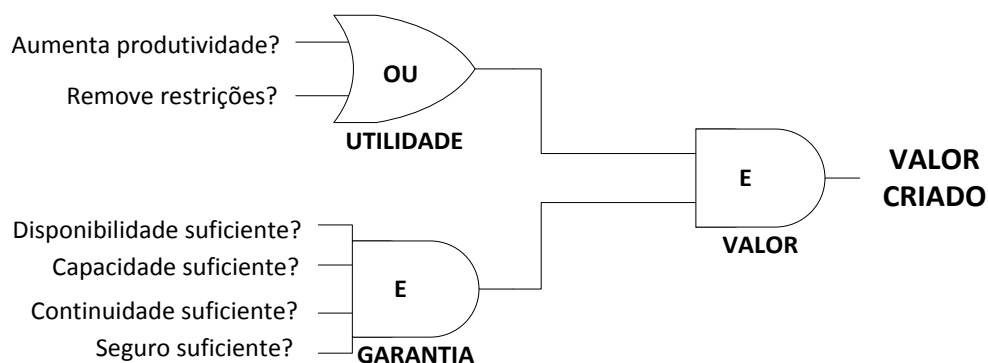 Aumenta produtividade?
OU
Remove restrições?
UTILIDADE
E
VALOR
CRIADO
VALOR
Disponibilidade suficiente?
Capacidade suficiente?
E
Continuidade suficiente?
Seguro suficiente?
GARANTIA